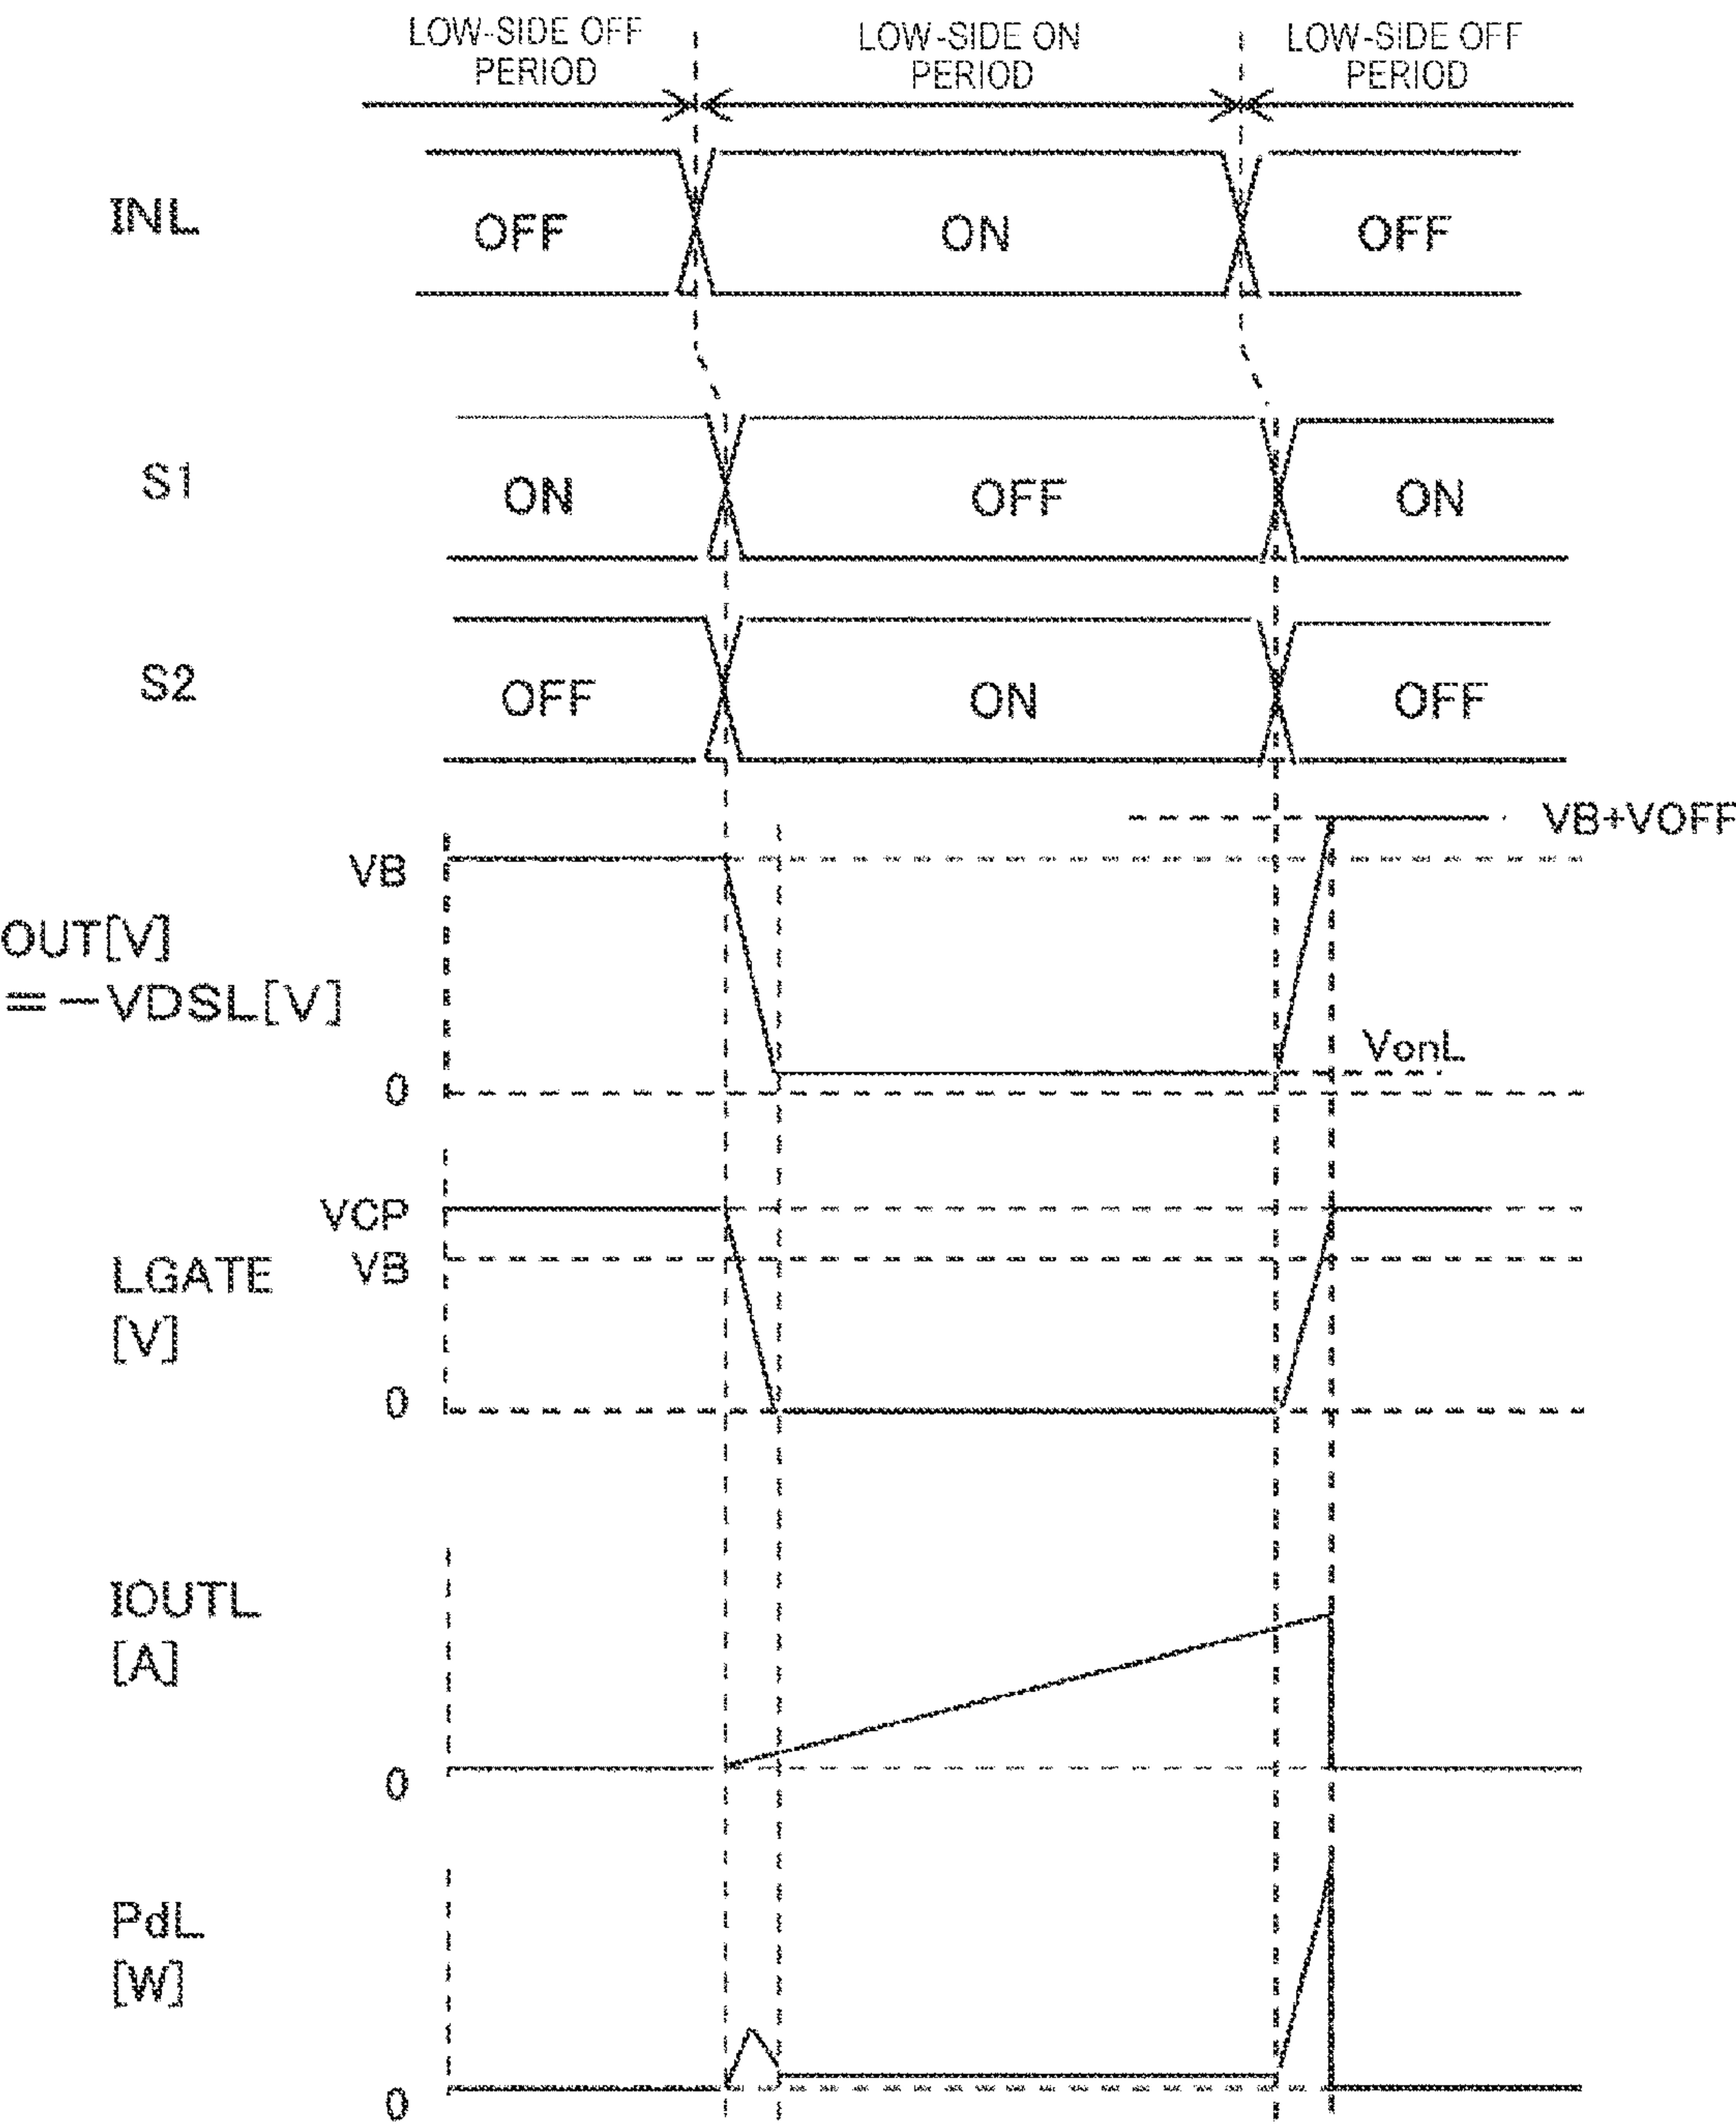 LOW-SIDE OFF PERIOD
LOW-SIDE ON PERIOD
LOW-SIDE OFF PERIOD
INL
OFF
ON
OFF
S1
ON
OFF
ON
S2
OFF
ON
OFF
OUT[V]
=-VDSL[V]
VB
0
VB+VOFF
VonL
LGATE
[V]
VCP
VB
0
IOUTL
[A]
0
PdL
[W]
0